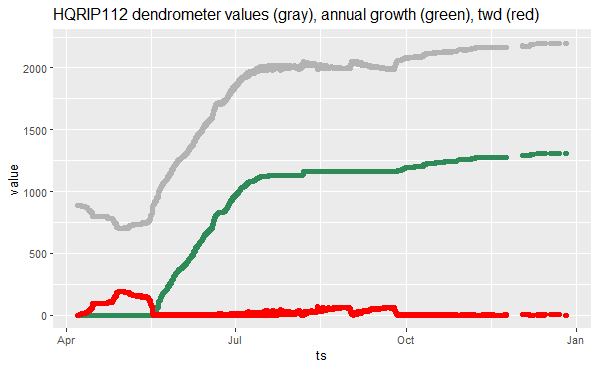 HQRIP112 dendrometer values (gray), annual growth (green), twd (red)
2000
1500
1000
500
0
value
Apr
Jul
Oct
Jan
ts